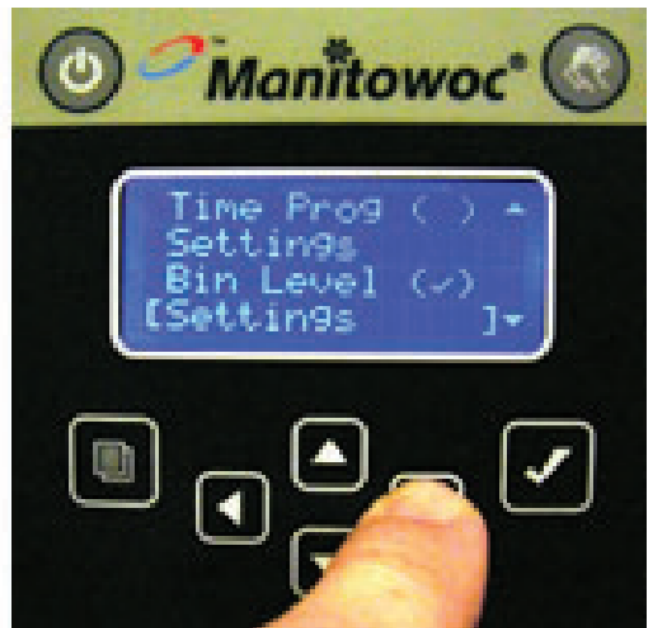 Manitowoc®
Time Prog ( )
Settings
Bin Level (✓)
[Settings ]